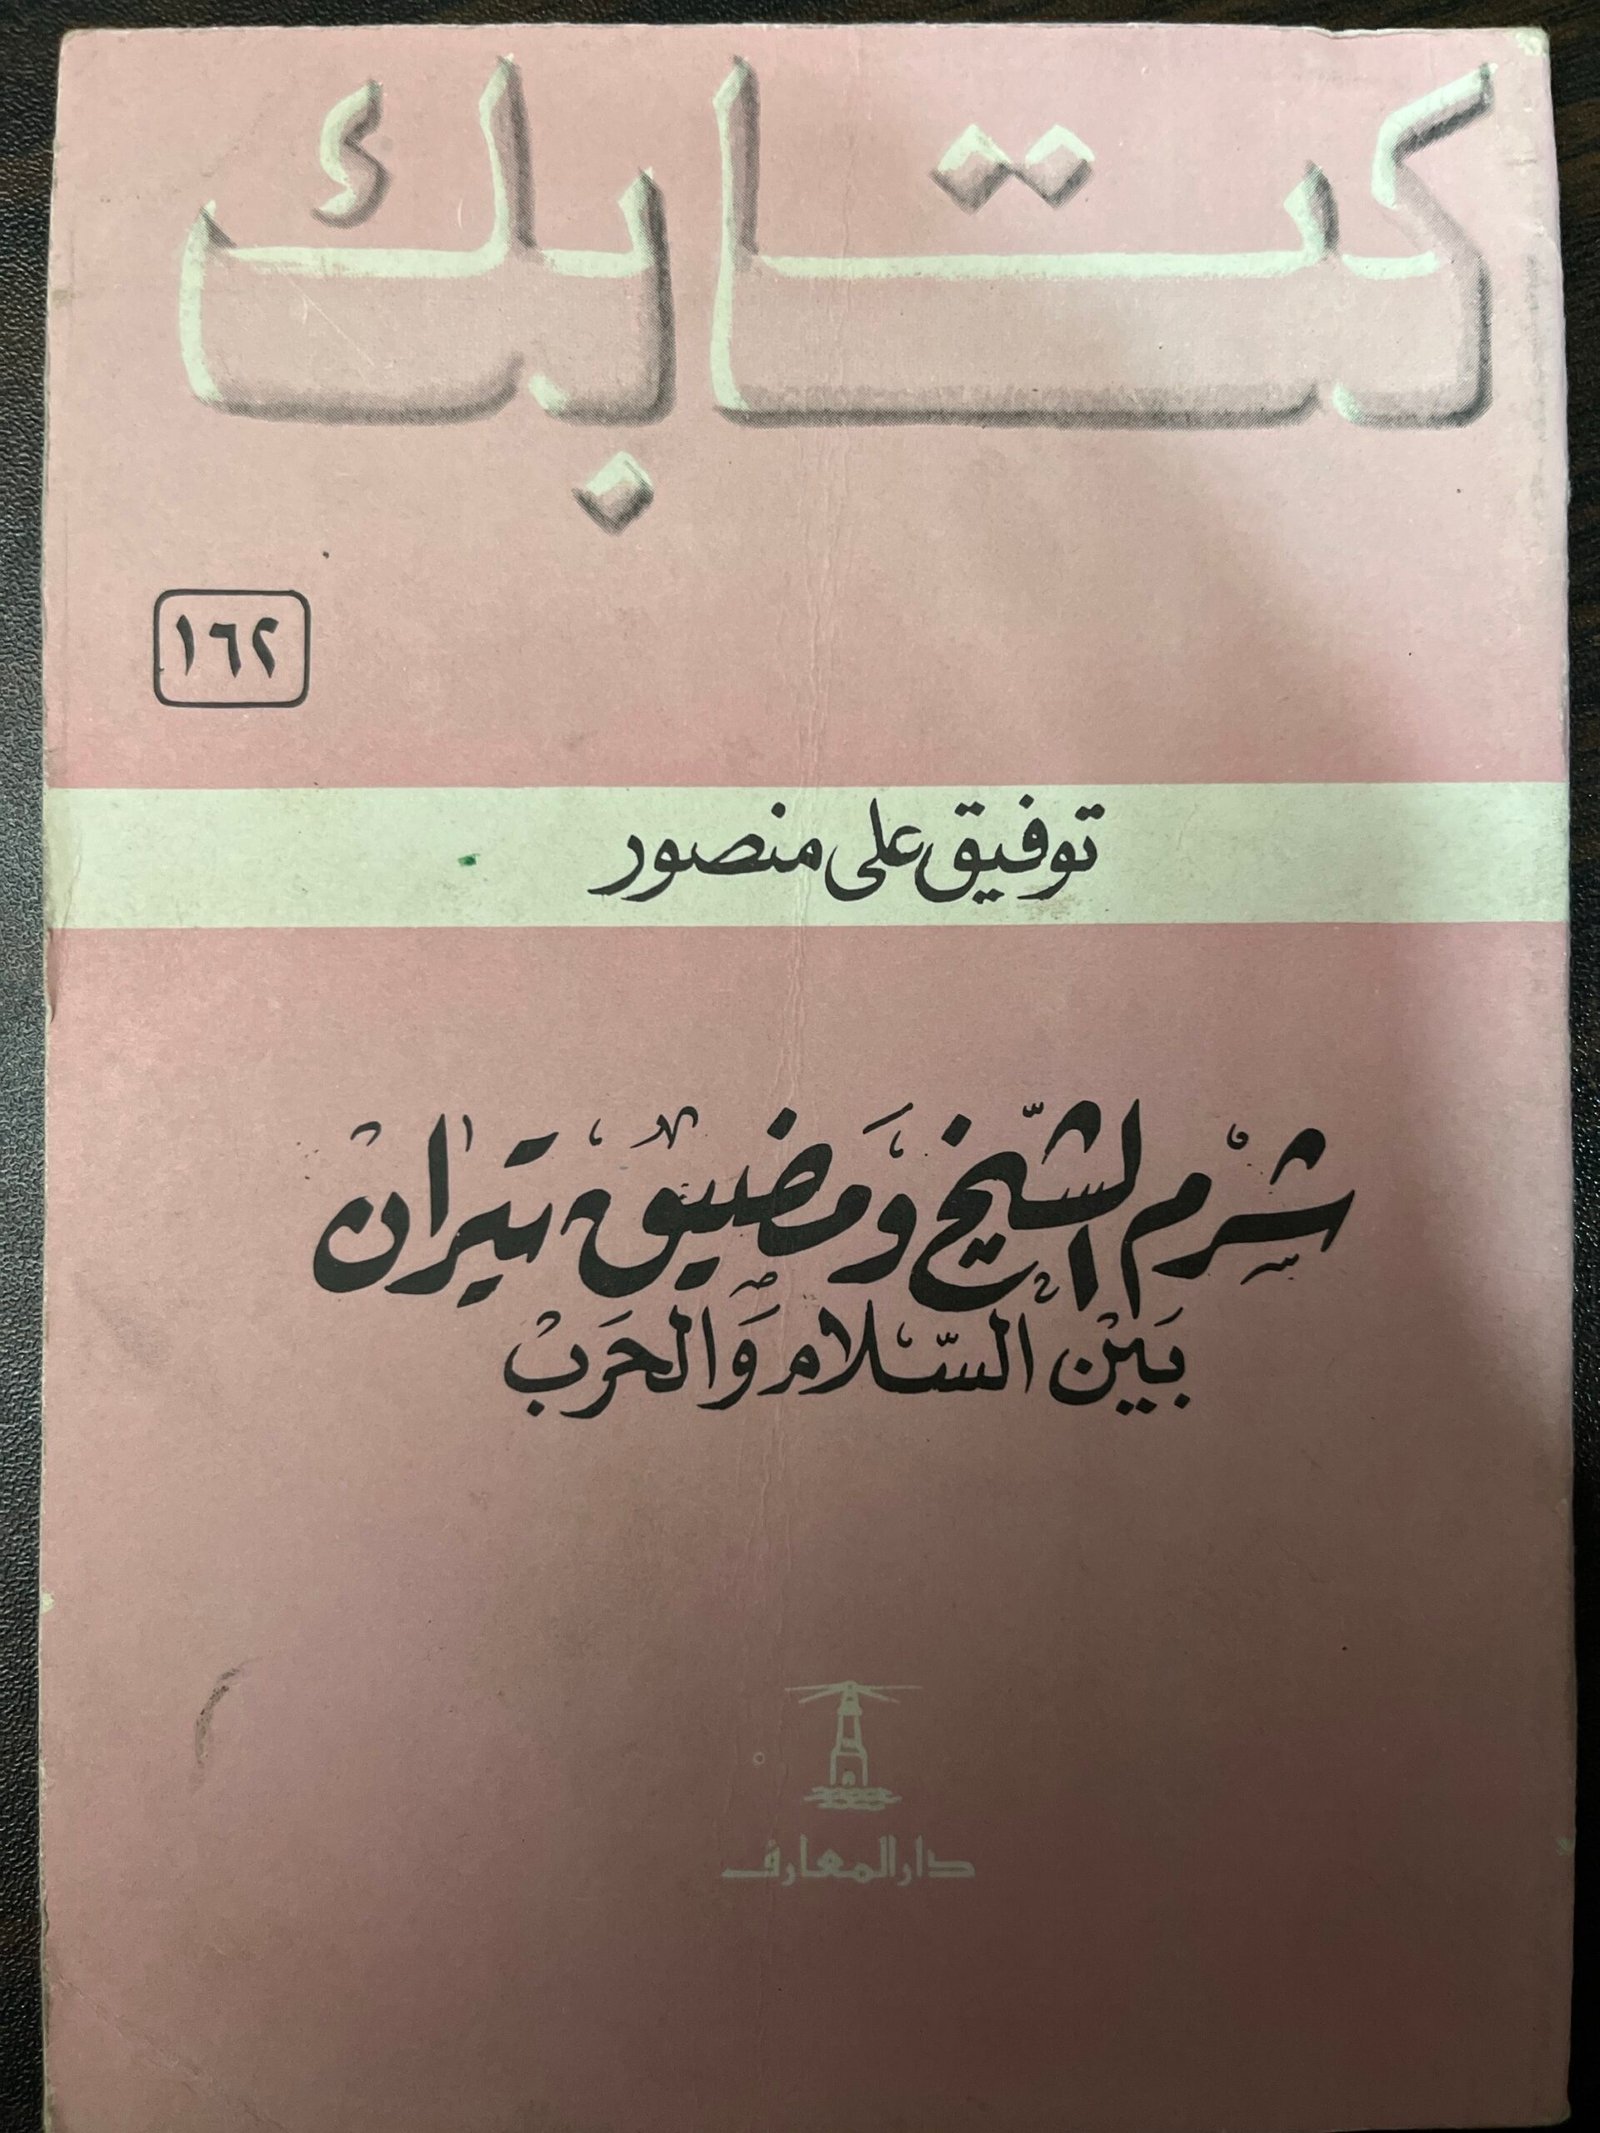 كتابك
١٦٢
توفيق على منصور
شرم الشيخ ومضيق تيران
بين السلام والحرب
دار المعارف